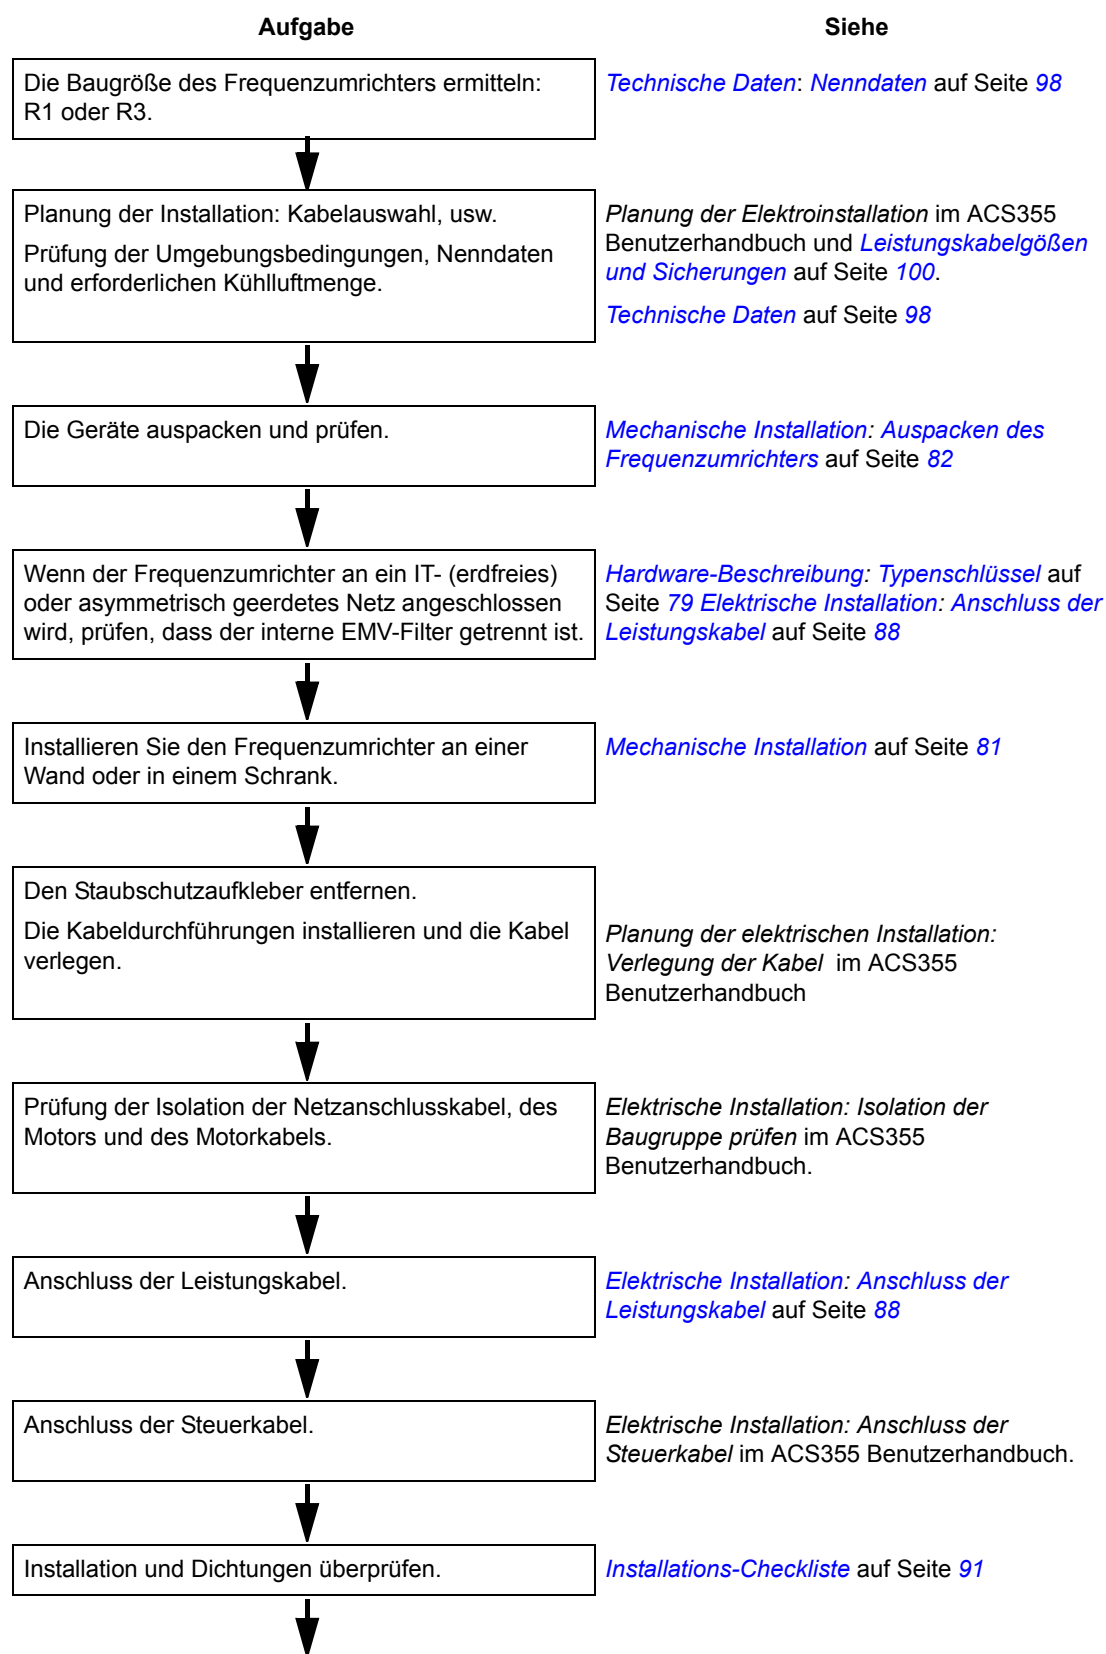 Aufgabe
Siehe
Die Baugröße des Frequenzumrichters ermitteln:
R1 oder R3.
Technische Daten: Nenndaten auf Seite 98
Planung der Installation: Kabelauswahl, usw.
Prüfung der Umgebungsbedingungen, Nenndaten
und erforderlichen Kühlluftmenge.
Planung der Elektroinstallation im ACS355
Benutzerhandbuch und Leistungskabelgößen
und Sicherungen auf Seite 100.
Technische Daten auf Seite 98
Die Geräte auspacken und prüfen.
Mechanische Installation: Auspacken des
Frequenzumrichters auf Seite 82
Wenn der Frequenzumrichter an ein IT- (erdfreies)
oder asymmetrisch geerdetes Netz angeschlossen
wird, prüfen, dass der interne EMV-Filter getrennt ist.
Hardware-Beschreibung: Typenschlüssel auf
Seite 79 Elektrische Installation: Anschluss der
Leistungskabel auf Seite 88
Installieren Sie den Frequenzumrichter an einer
Wand oder in einem Schrank.
Mechanische Installation auf Seite 81
Den Staubschutzaufkleber entfernen.
Die Kabeldurchführungen installieren und die Kabel
verlegen.
Planung der elektrischen Installation:
Verlegung der Kabel im ACS355
Benutzerhandbuch
Prüfung der Isolation der Netzanschlusskabel, des
Motors und des Motorkabels.
Elektrische Installation: Isolation der
Baugruppe prüfen im ACS355
Benutzerhandbuch.
Anschluss der Leistungskabel.
Elektrische Installation: Anschluss der
Leistungskabel auf Seite 88
Anschluss der Steuerkabel.
Elektrische Installation: Anschluss der
Steuerkabel im ACS355 Benutzerhandbuch.
Installation und Dichtungen überprüfen.
Installations-Checkliste auf Seite 91